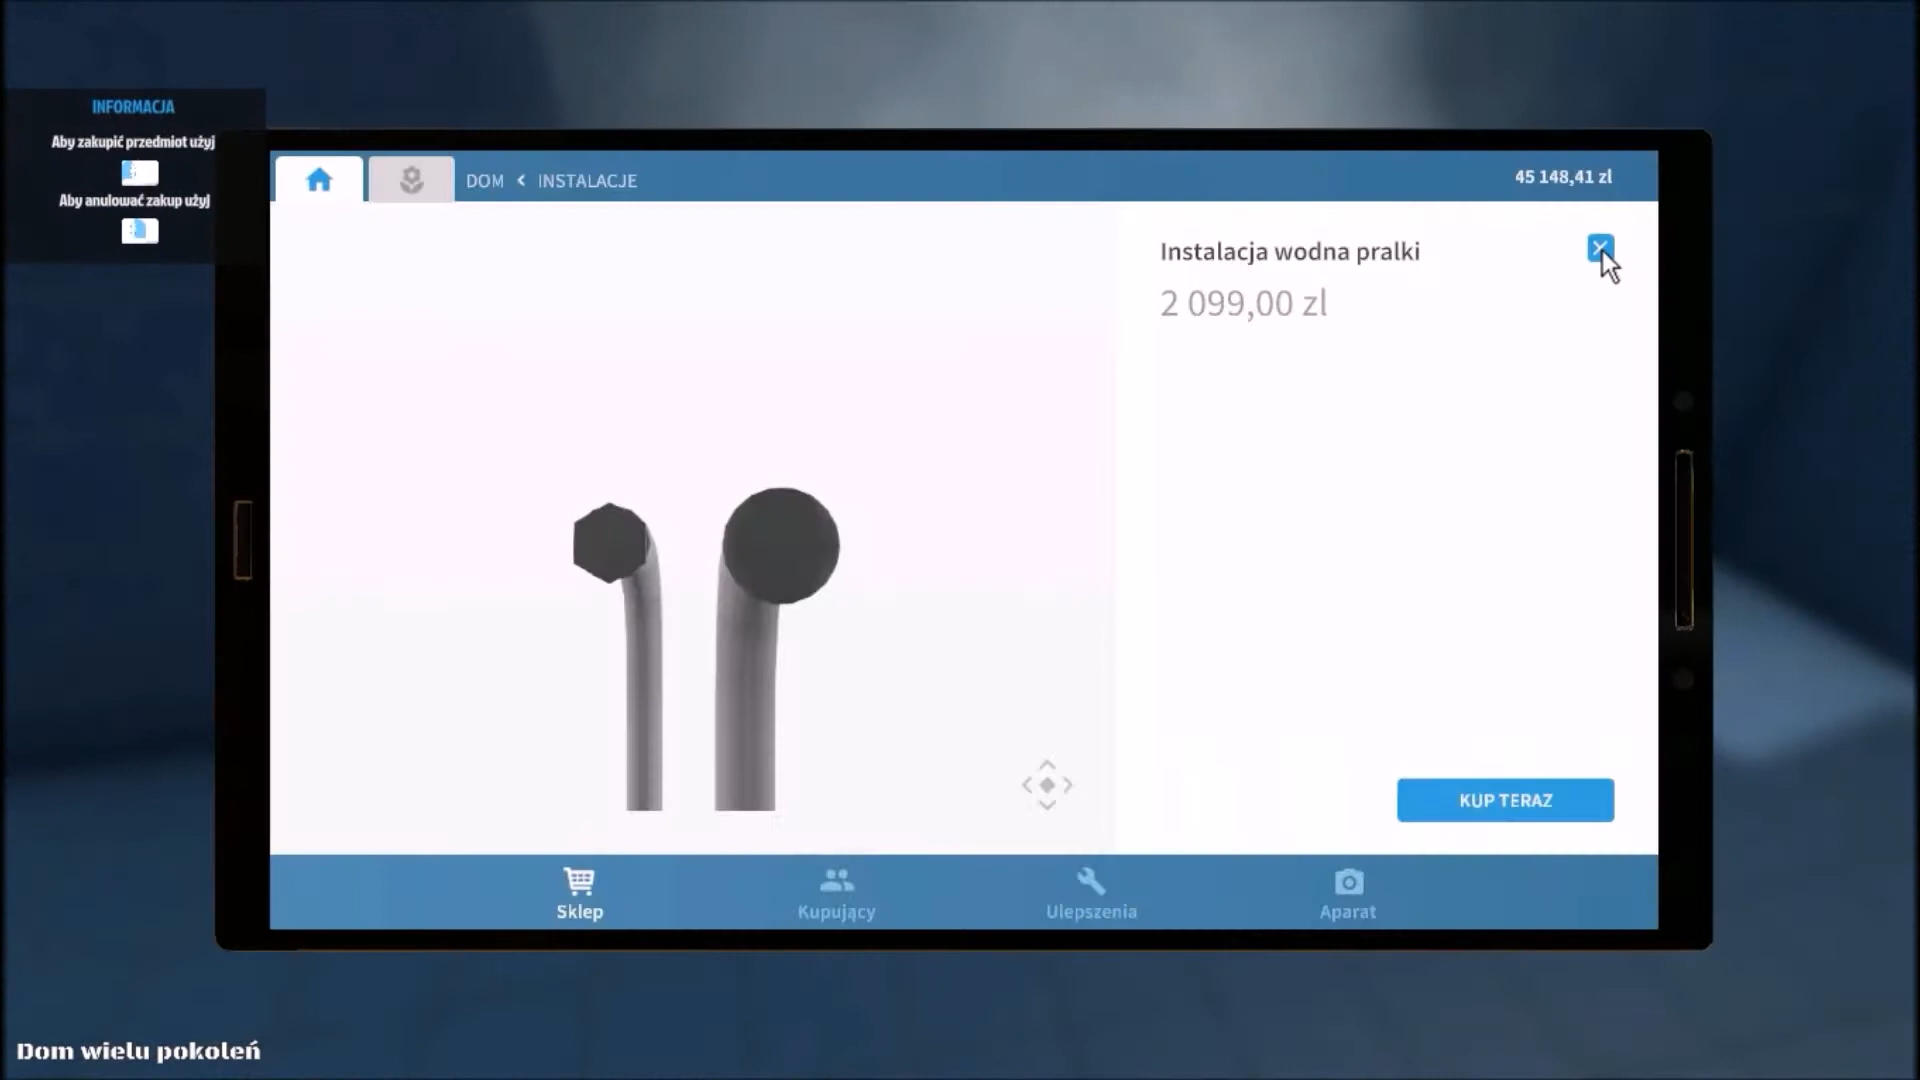 INFORMACJA
Aby zakupić przedmiot użyj
Aby anulować zakup użyj
DOM < INSTALACJE
45 148,41 zl
Instalacja wodna pralki
2 099,00 zl
KUP TERAZ
Sklep
Kupujący
Ulepszenia
Aparat
Dom wielu pokoleń